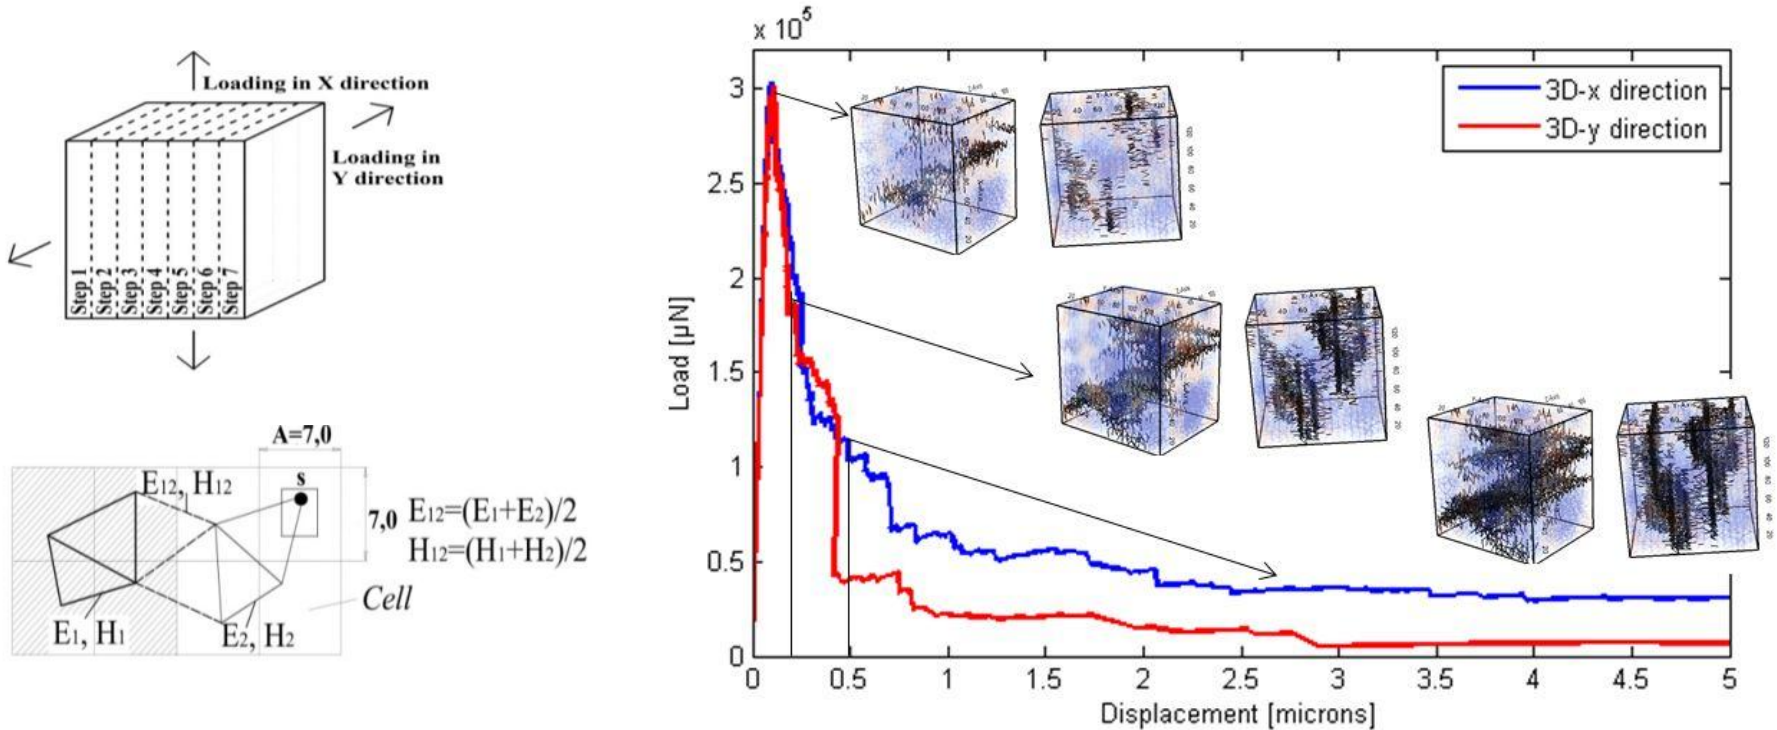 Loading in X direction
Loading in
Y direction
Step 1
Step 2
Step 3
Step 4
Step 5
Step 6
Step 7
A=7,0
s
E12, H12
7,0
E12=(E1+E2)/2
H12=(H1+H2)/2
Cell
E1, H1
E2, H2
x 10^5
3
2.5
2
1.5
1
0.5
0
Load [µN]
0 0.5 1 1.5 2 2.5 3 3.5 4 4.5 5
Displacement [microns]
3D-x direction
3D-y direction